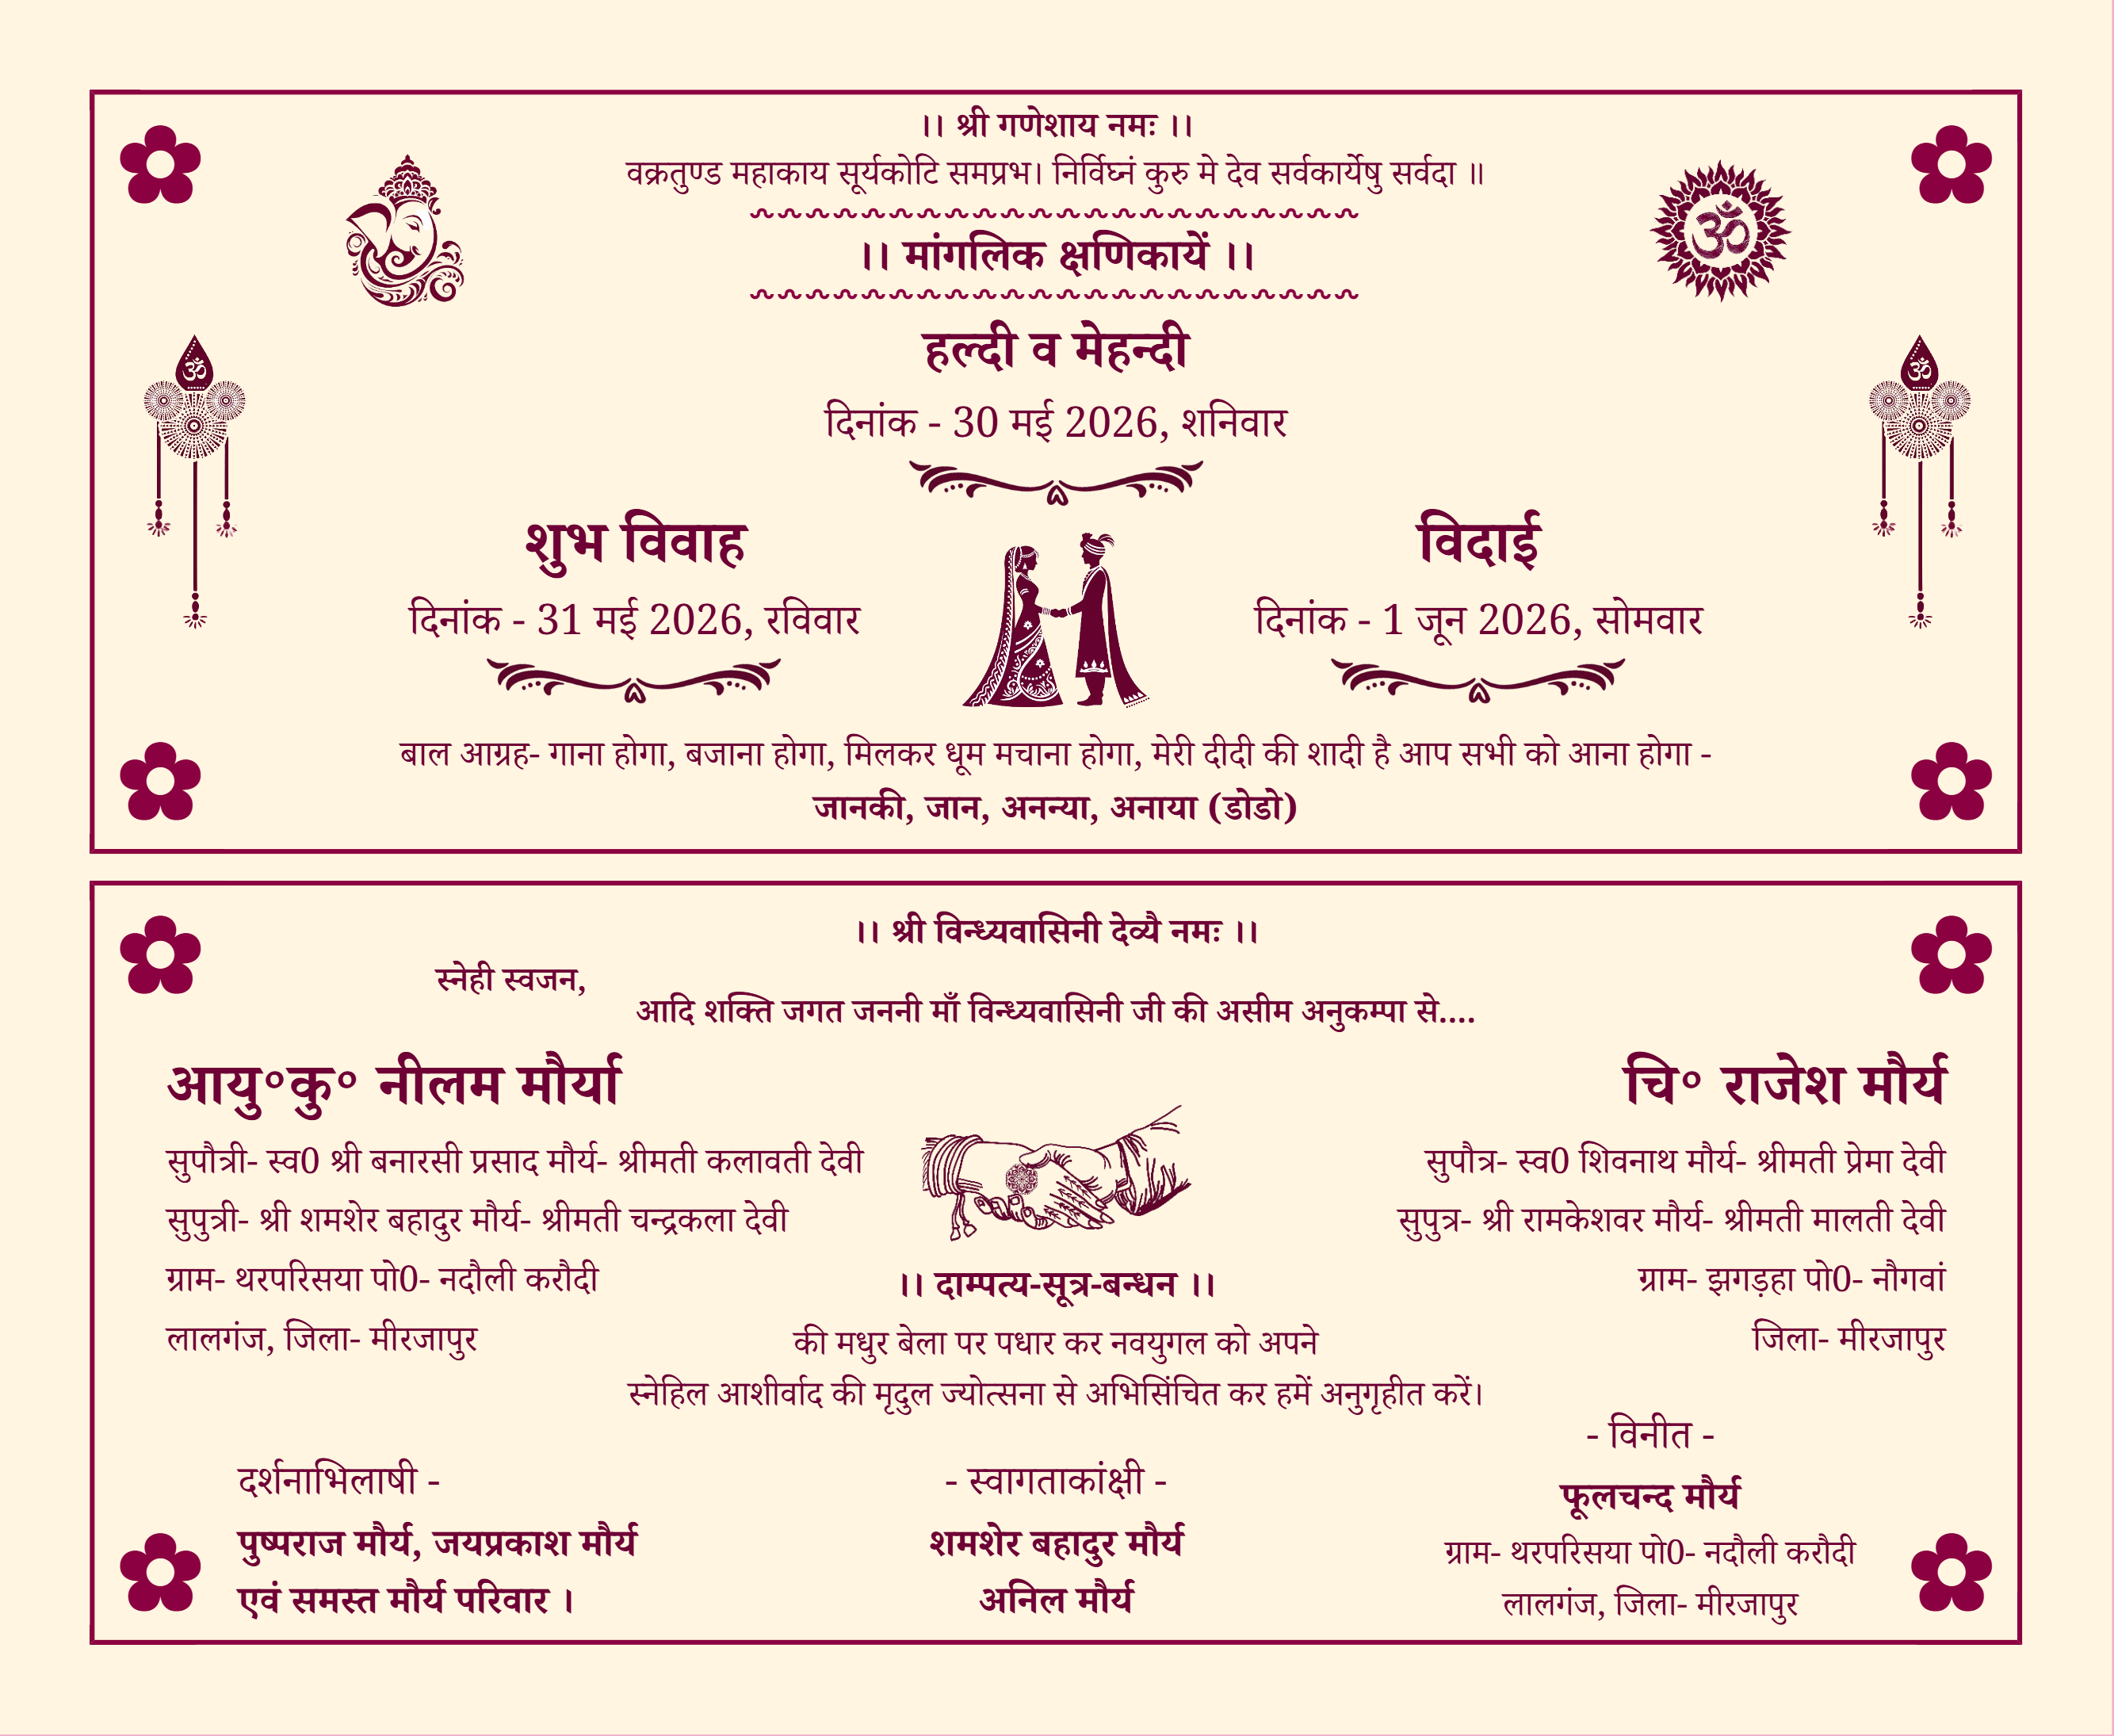 ।। श्री गणेशाय नमः ।।
वक्रतुण्ड महाकाय सूर्यकोटि समप्रभ। निर्विघ्नं कुरु मे देव सर्वकार्येषु सर्वदा ॥
।। मांगलिक क्षणिकायें ।।
हल्दी व मेहन्दी
दिनांक - 30 मई 2026, शनिवार
शुभ विवाह
दिनांक - 31 मई 2026, रविवार
विदाई
दिनांक - 1 जून 2026, सोमवार
बाल आग्रह- गाना होगा, बजाना होगा, मिलकर धूम मचाना होगा, मेरी दीदी की शादी है आप सभी को आना होगा -
जानकी, जान, अनन्या, अनाया (डोडो)
।। श्री विन्ध्यवासिनी देव्यै नमः ।।
स्नेही स्वजन,
आदि शक्ति जगत जननी माँ विन्ध्यवासिनी जी की असीम अनुकम्पा से....
आयु॰कु॰ नीलम मौर्या
सुपौत्री- स्व0 श्री बनारसी प्रसाद मौर्य- श्रीमती कलावती देवी
सुपुत्री- श्री शमशेर बहादुर मौर्य- श्रीमती चन्द्रकला देवी
ग्राम- थरपरिसया पो0- नदौली करौदी
लालगंज, जिला- मीरजापुर
चि॰ राजेश मौर्य
सुपौत्र- स्व0 शिवनाथ मौर्य- श्रीमती प्रेमा देवी
सुपुत्र- श्री रामकेशवर मौर्य- श्रीमती मालती देवी
ग्राम- झगड़हा पो0- नौगवां
जिला- मीरजापुर
।। दाम्पत्य-सूत्र-बन्धन ।।
की मधुर बेला पर पधार कर नवयुगल को अपने
स्नेहिल आशीर्वाद की मृदुल ज्योत्सना से अभिसिंचित कर हमें अनुगृहीत करें।
दर्शनाभिलाषी -
पुष्पराज मौर्य, जयप्रकाश मौर्य
एवं समस्त मौर्य परिवार ।
- स्वागताकांक्षी -
शमशेर बहादुर मौर्य
अनिल मौर्य
- विनीत -
फूलचन्द मौर्य
ग्राम- थरपरिसया पो0- नदौली करौदी
लालगंज, जिला- मीरजापुर
ॐ
ॐ
ॐ